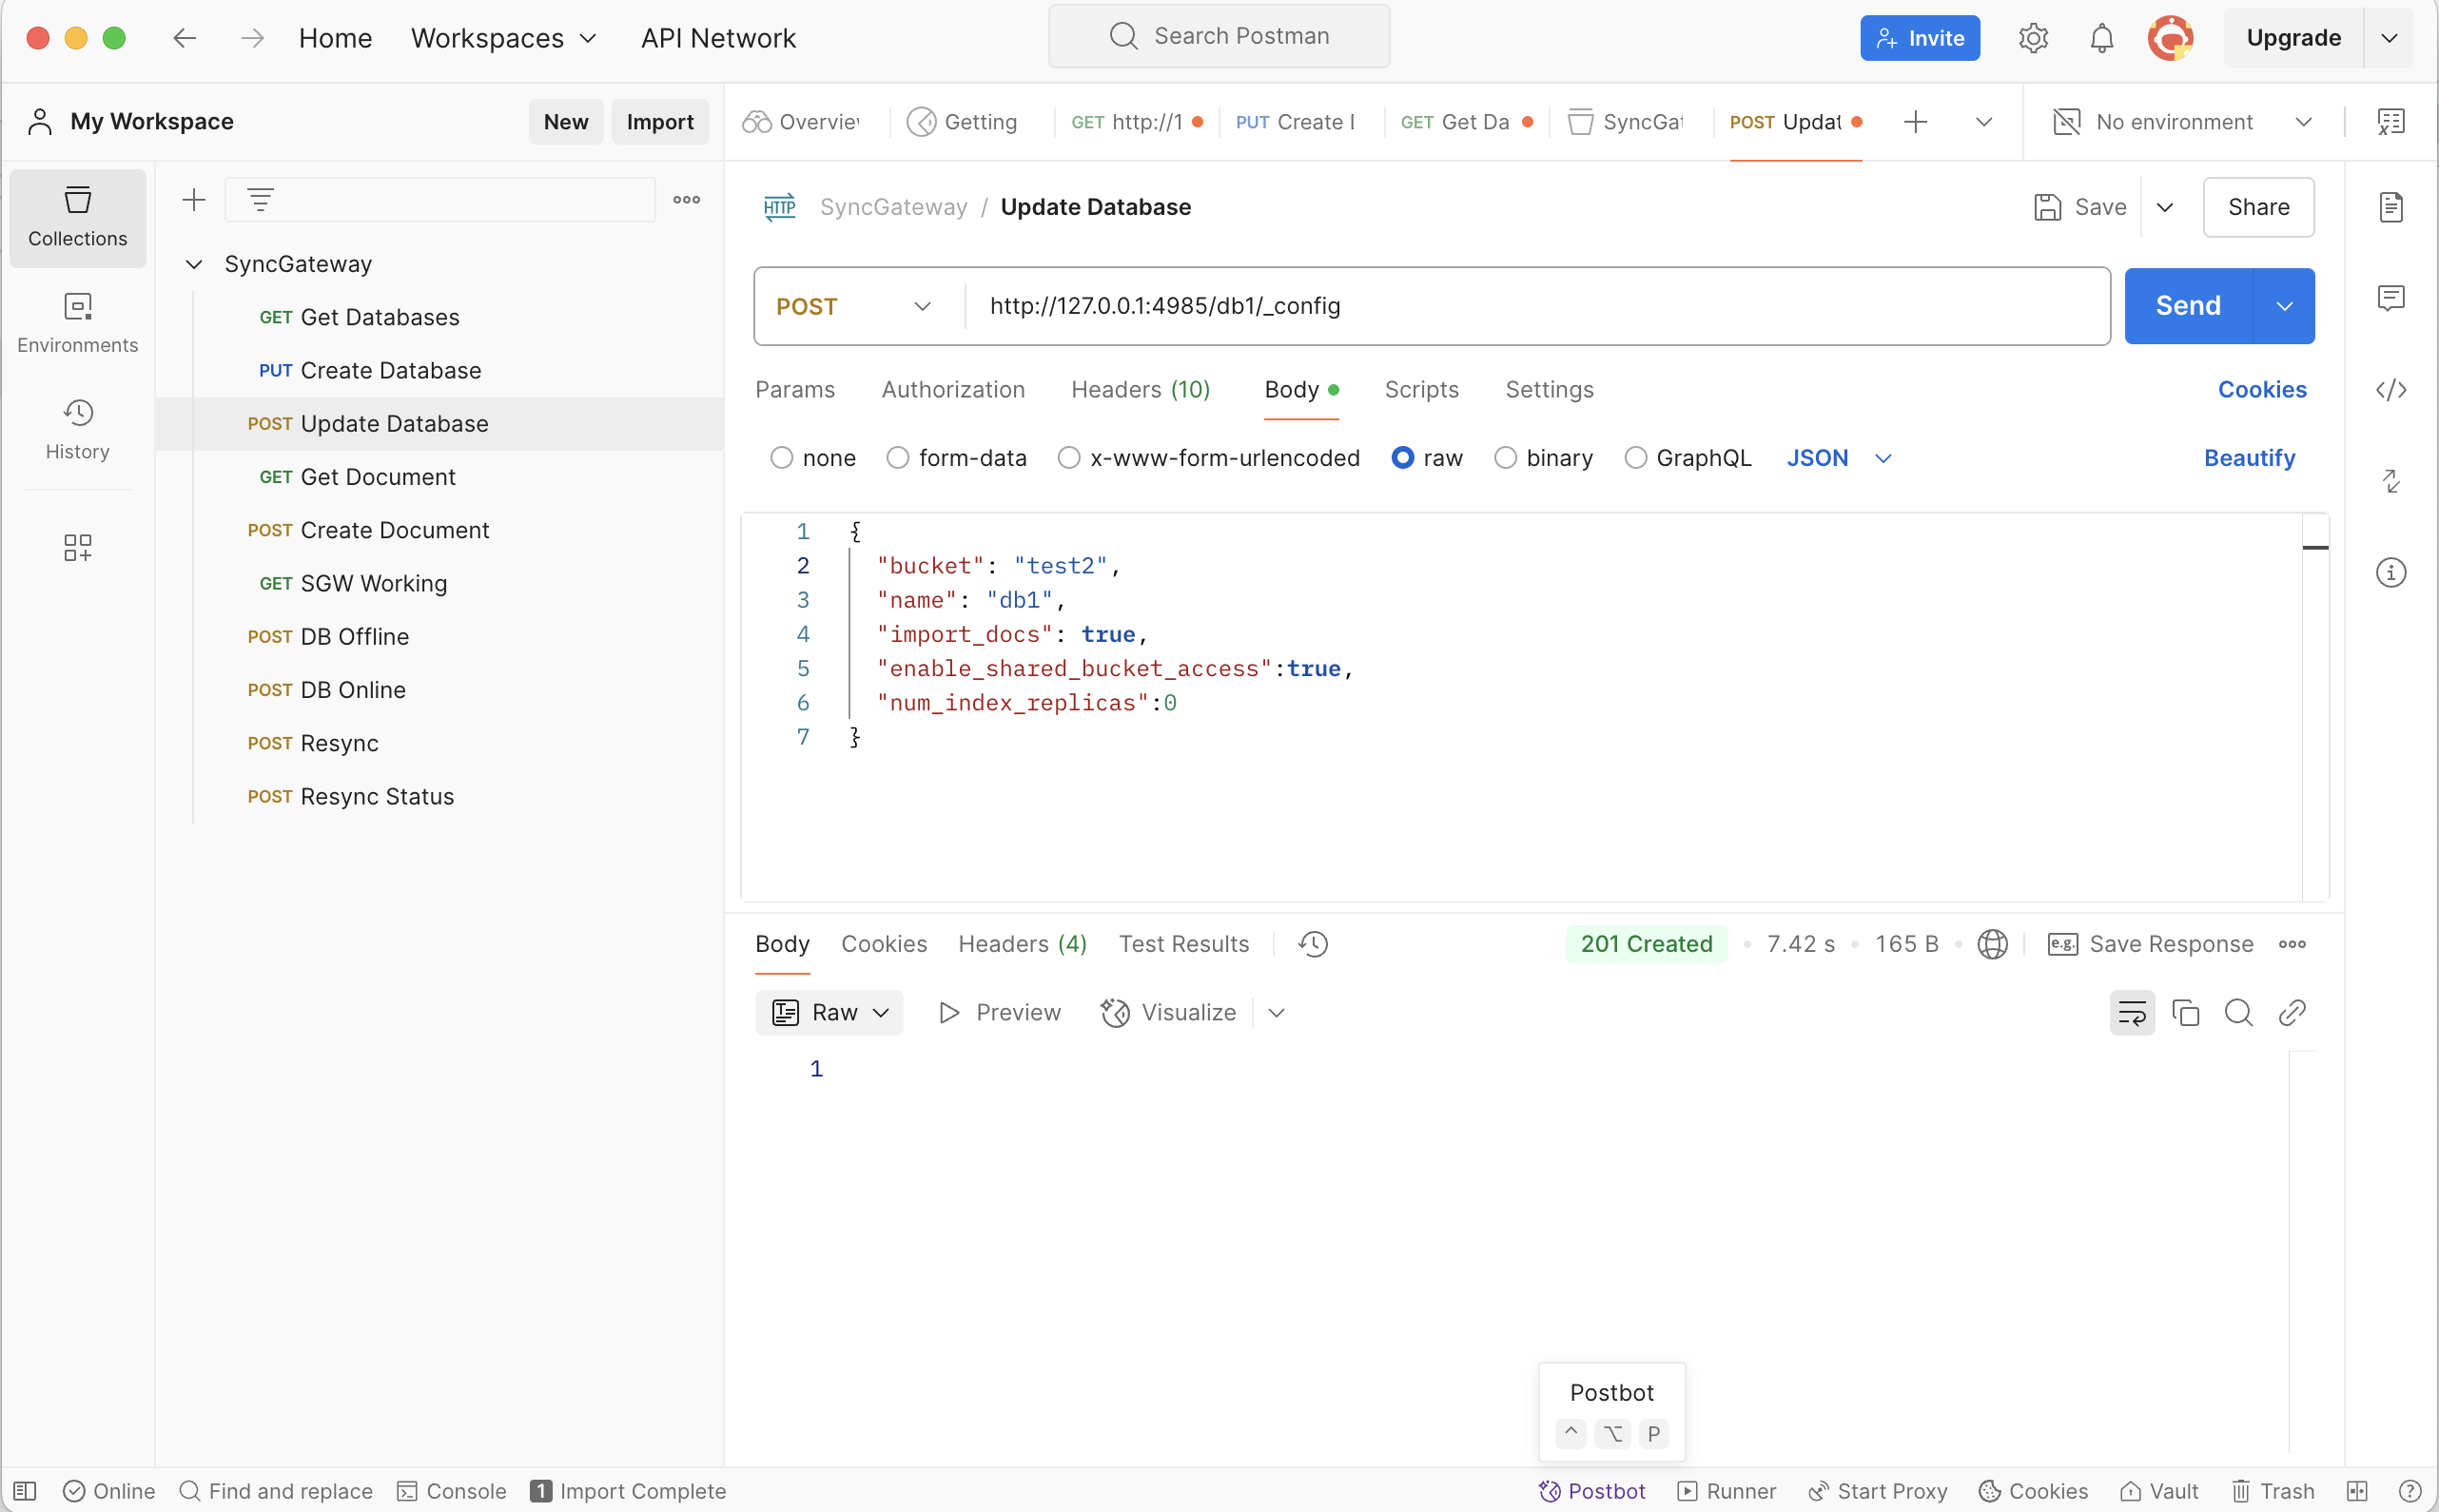 Home Workspaces API Network Search Postman Invite Upgrade
My Workspace New Import Overvie Getting GET http://1 PUT Create GET Get Da SyncGat POST Updat No environment
Collections
Environments
History
SyncGateway
GET Get Databases
PUT Create Database
POST Update Database
GET Get Document
POST Create Document
GET SGW Working
POST DB Offline
POST DB Online
POST Resync
POST Resync Status
HTTP SyncGateway / Update Database Save Share
POST http://127.0.0.1:4985/db1/_config Send
Params Authorization Headers (10) Body Scripts Settings Cookies
none form-data x-www-form-urlencoded raw binary GraphQL JSON Beautify
1 {
2 "bucket": "test2",
3 "name": "db1",
4 "import_docs": true,
5 "enable_shared_bucket_access":true,
6 "num_index_replicas":0
7 }
Body Cookies Headers (4) Test Results 201 Created 7.42 s 165 B e.g. Save Response
Raw Preview Visualize
1
Postbot
^ ⌥ P
Online Find and replace Console 1 Import Complete Postbot Runner Start Proxy Cookies Vault Trash